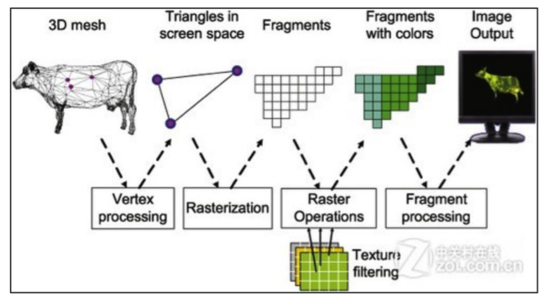 3D mesh
Triangles in
screen space
Fragments
Fragments
with colors
Image
Output
Vertex
processing
Rasterization
Raster
Operations
Fragment
processing
Texture
filtering
中关村在线
zol.com.cn